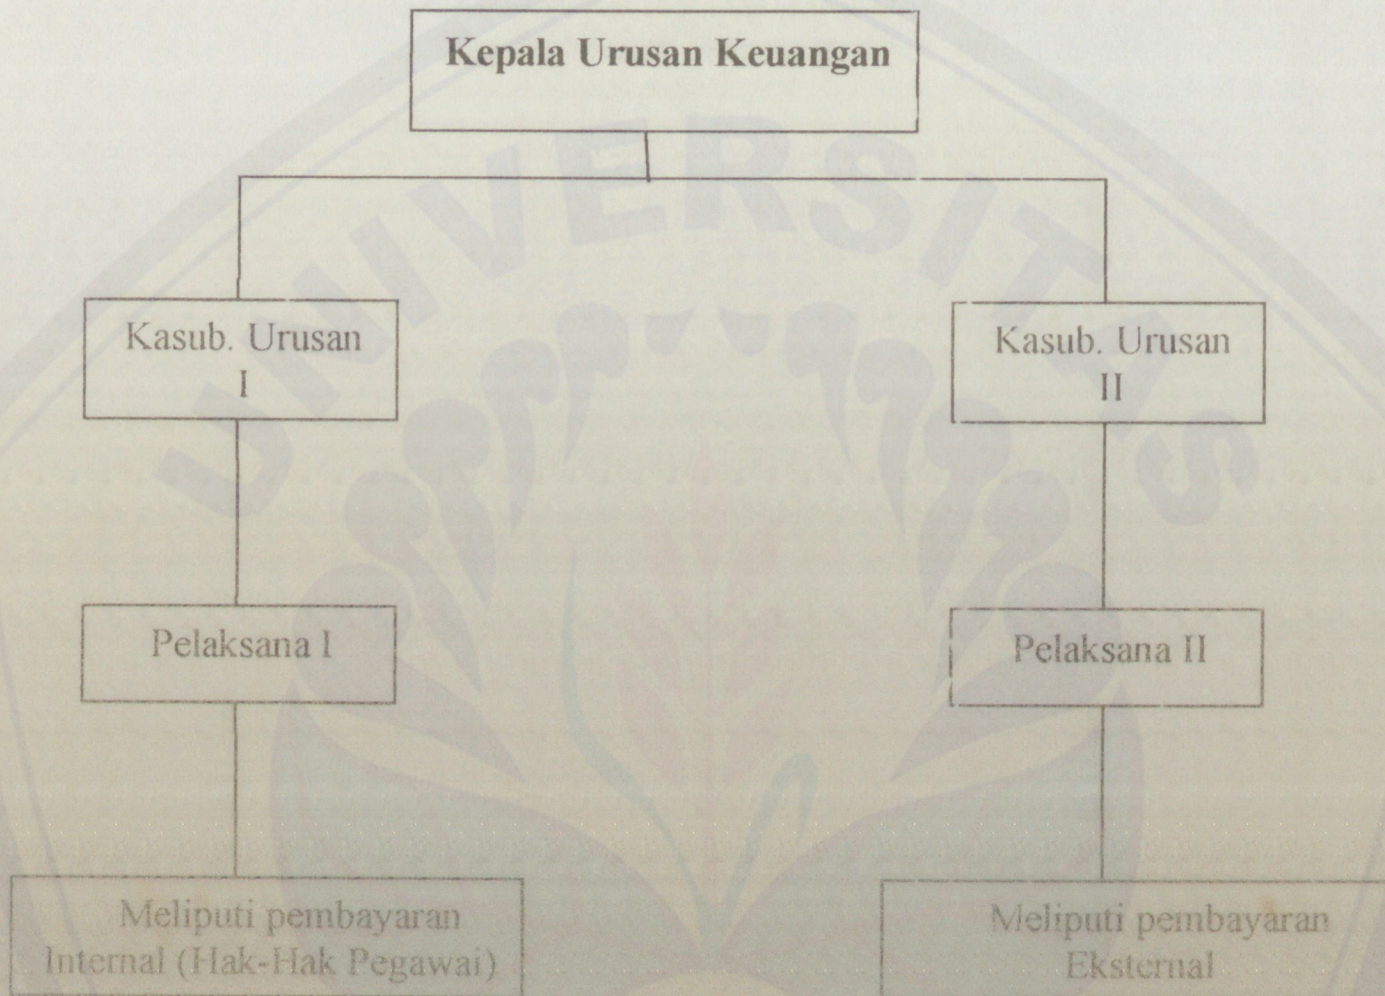 Kepala Urusan Keuangan
UNIVERSITAS
Kasub. Urusan
I
Kasub. Urusan
II
Pelaksana I
Pelaksana II
Meliputi pembayaran
Internal (Hak-Hak Pegawai)
Meliputi pembayaran
Eksternal